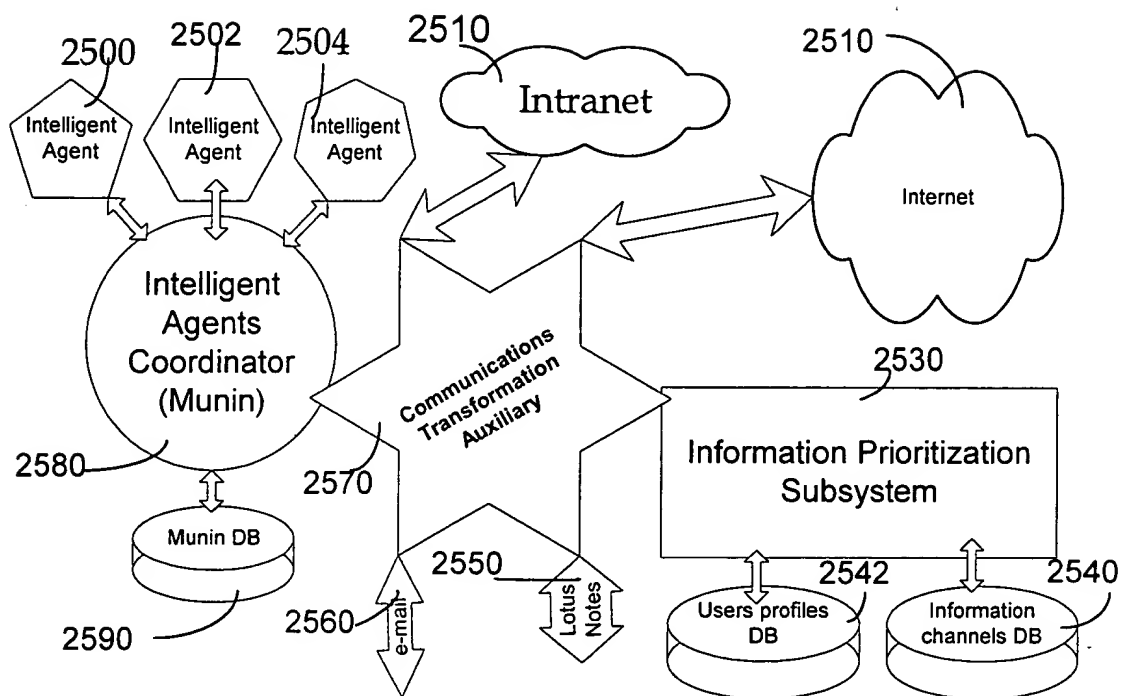 2500
2502
2504
2510
2510
Intelligent
Agent
Intelligent
Agent
Intelligent
Agent
Intranet
Internet
Intelligent
Agents
Coordinator
(Munin)
Communications
Transformation
Auxiliary
2530
Information Prioritization
Subsystem
2580
2570
Munin DB
2590
2560
e-mail
2550
Lotus
Notes
2542
Users profiles
DB
2540
Information
channels DB